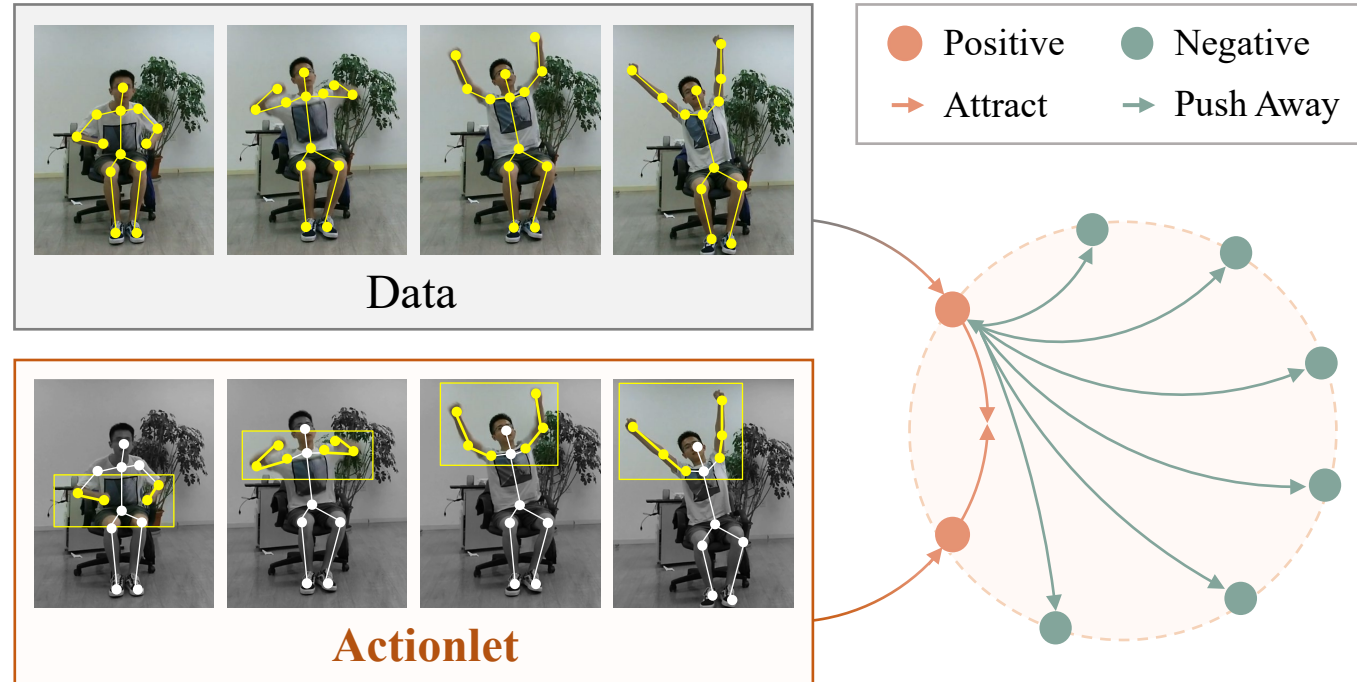 Positive
Negative
Attract
Push Away
Data
Actionlet